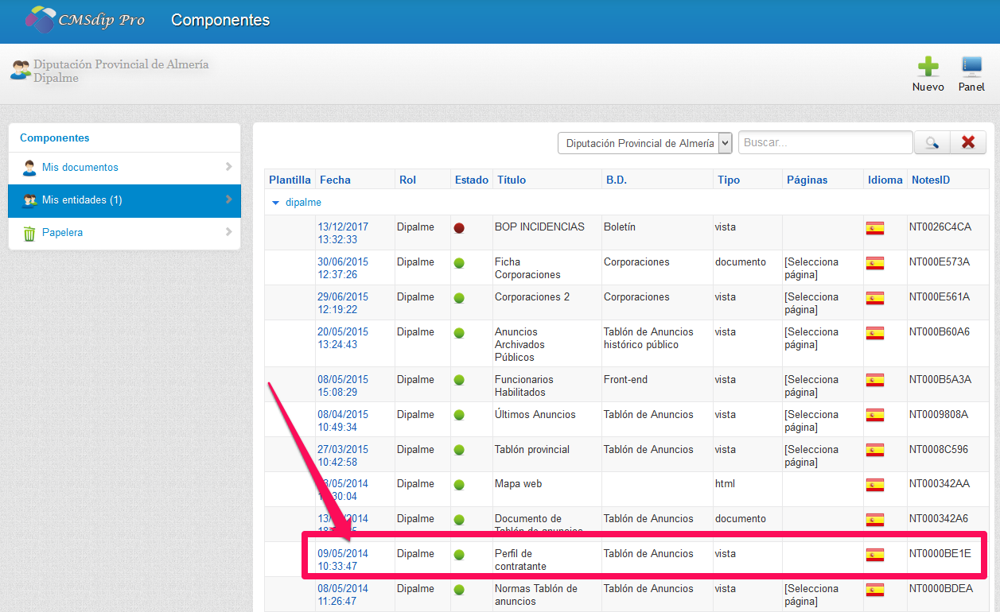 CMSdip Pro Componentes
Diputación Provincial de Almería
Dipalme
Nuevo Panel
Componentes
Mis documentos
Mis entidades (1)
Papelera
Diputación Provincial de Almería Buscar...
Plantilla Fecha Rol Estado Título B.D. Tipo Páginas Idioma NotesID
dipalme
13/12/2017 Dipalme BOP INCIDENCIAS Boletín vista NT0026C4CA
13:32:33
30/06/2015 Dipalme Ficha Corporaciones documento [Selecciona NT000E573A
12:37:26 Corporaciones página]
29/06/2015 Dipalme Corporaciones 2 Corporaciones vista [Selecciona NT000E561A
12:19:22 página]
20/05/2015 Dipalme Anuncios Tablón de Anuncios vista [Selecciona NT000B60A6
13:24:43 Archivados histórico público página]
Públicos
08/05/2015 Dipalme Funcionarios Front-end vista [Selecciona NT000B5A3A
15:08:29 Habilitados página]
08/04/2015 Dipalme Últimos Anuncios Tablón de Anuncios vista [Selecciona NT0009808A
10:49:34 página]
27/03/2015 Dipalme Tablón provincial Tablón de Anuncios vista [Selecciona NT0008C596
10:42:58 página]
/05/2014 Dipalme Mapa web html NT000342AA
:30:04
13/ /2014 Dipalme Documento de Tablón de Anuncios documento NT000342A6
Tablón de anuncios
09/05/2014 Dipalme Perfil de Tablón de Anuncios vista NT0000BE1E
10:33:47 contratante
08/05/2014 Dipalme Normas Tablón de Tablón de Anuncios vista [Selecciona NT0000BDEA
11:26:47 anuncios página]